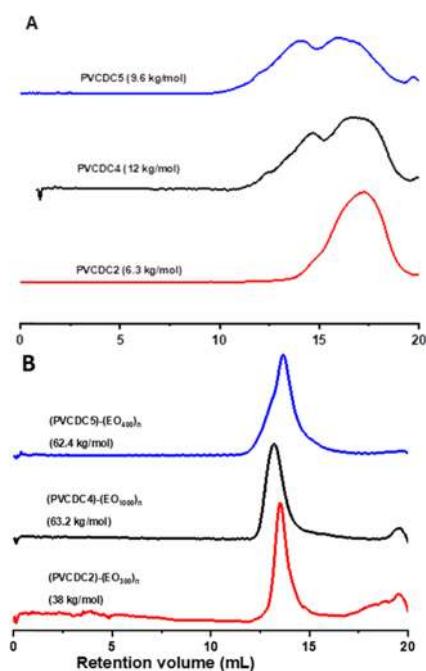 A
PVCDC5 (9.6 kg/mol)
PVCDC4 (12 kg/mol)
PVCDC2 (6.3 kg/mol)
0 5 10 15 20
B
(PVCDC5)-(EO400)n
(62.4 kg/mol)
(PVCDC4)-(EO1000)n
(63.2 kg/mol)
(PVCDC2)-(EO300)n
(38 kg/mol)
0 5 10 15 20
Retention volume (mL)